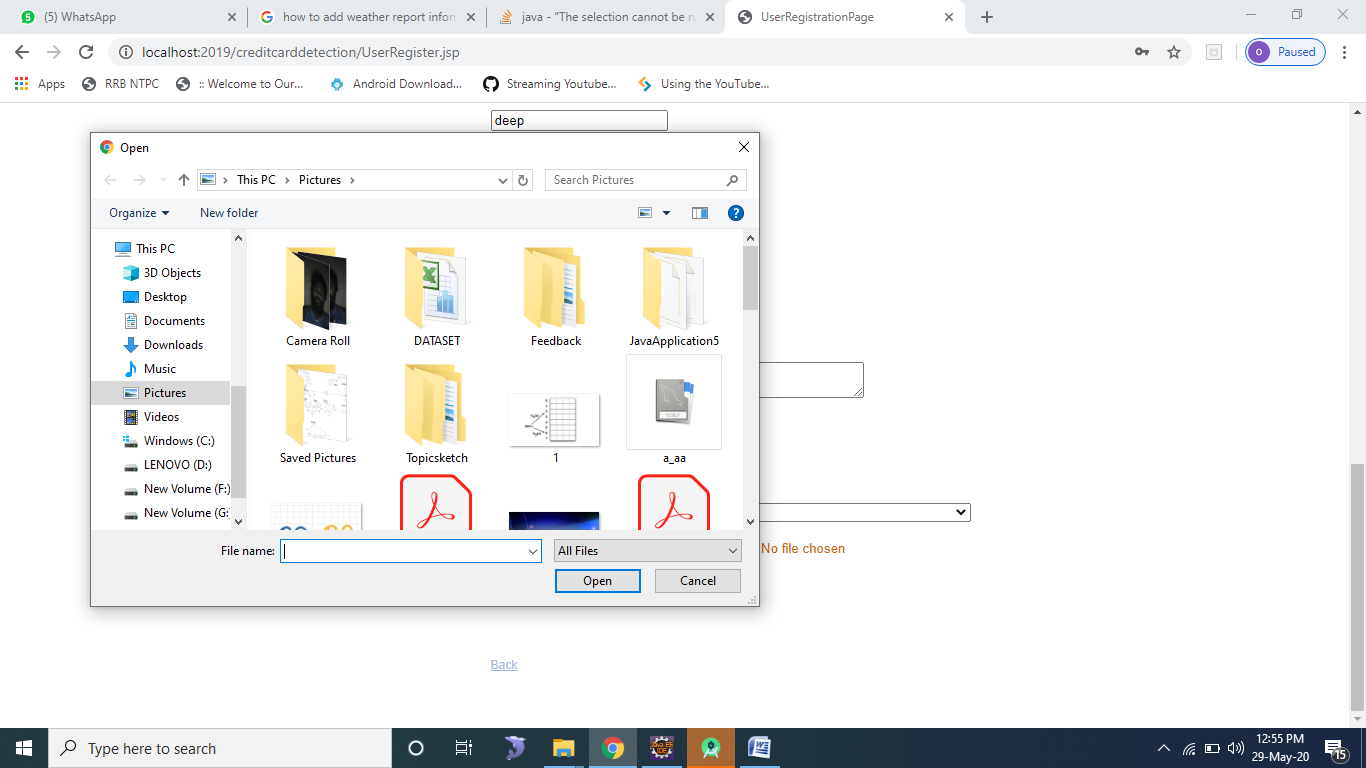 (5) WhatsApp
how to add weather report inforn
java - "The selection cannot be ru
UserRegistrationPage
localhost:2019/creditcarddetection/UserRegister.jsp
Paused
Apps
RRB NTPC
:: Welcome to Our...
Android Download...
Streaming Youtube...
Using the YouTube...
deep
Open
This PC
Pictures
Search Pictures
Organize
New folder
This PC
3D Objects
Desktop
Documents
Downloads
Music
Pictures
Videos
Windows (C:)
LENOVO (D:)
New Volume (F:)
New Volume (G:
Camera Roll
DATASET
Feedback
JavaApplication5
Saved Pictures
Topicsketch
1
a_aa
File name:
All Files
Open
Cancel
No file chosen
Back
Type here to search
12:55 PM
29-May-20
15